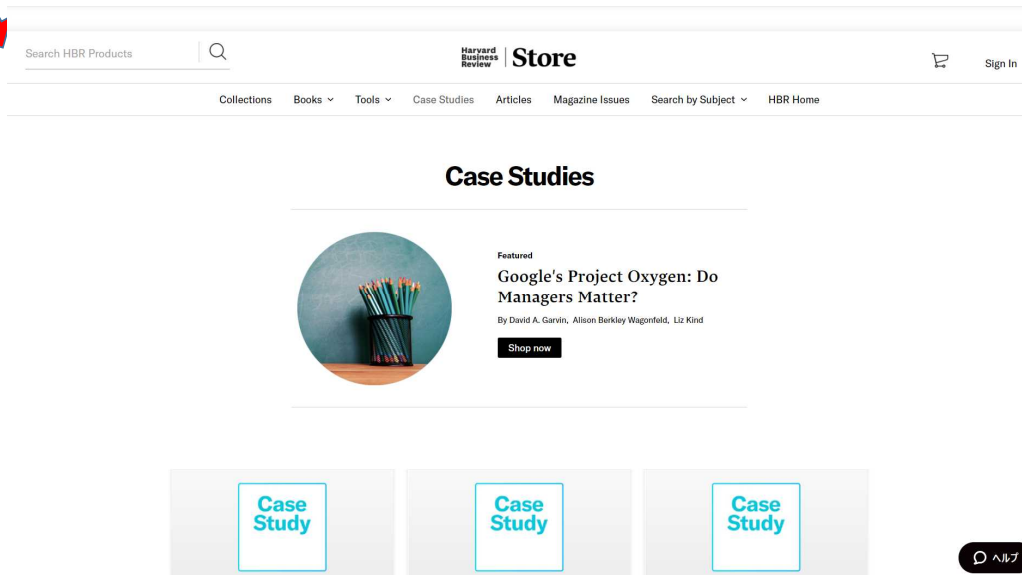 Search HBR Products
Harvard
Business
Review
Store
Sign In
Collections Books Tools Case Studies Articles Magazine Issues Search by Subject HBR Home
Case Studies
Featured
Google's Project Oxygen: Do
Managers Matter?
By David A. Garvin, Alison Berkley Wagonfeld, Liz Kind
Shop now
Case
Study
Case
Study
Case
Study
ヘルプ